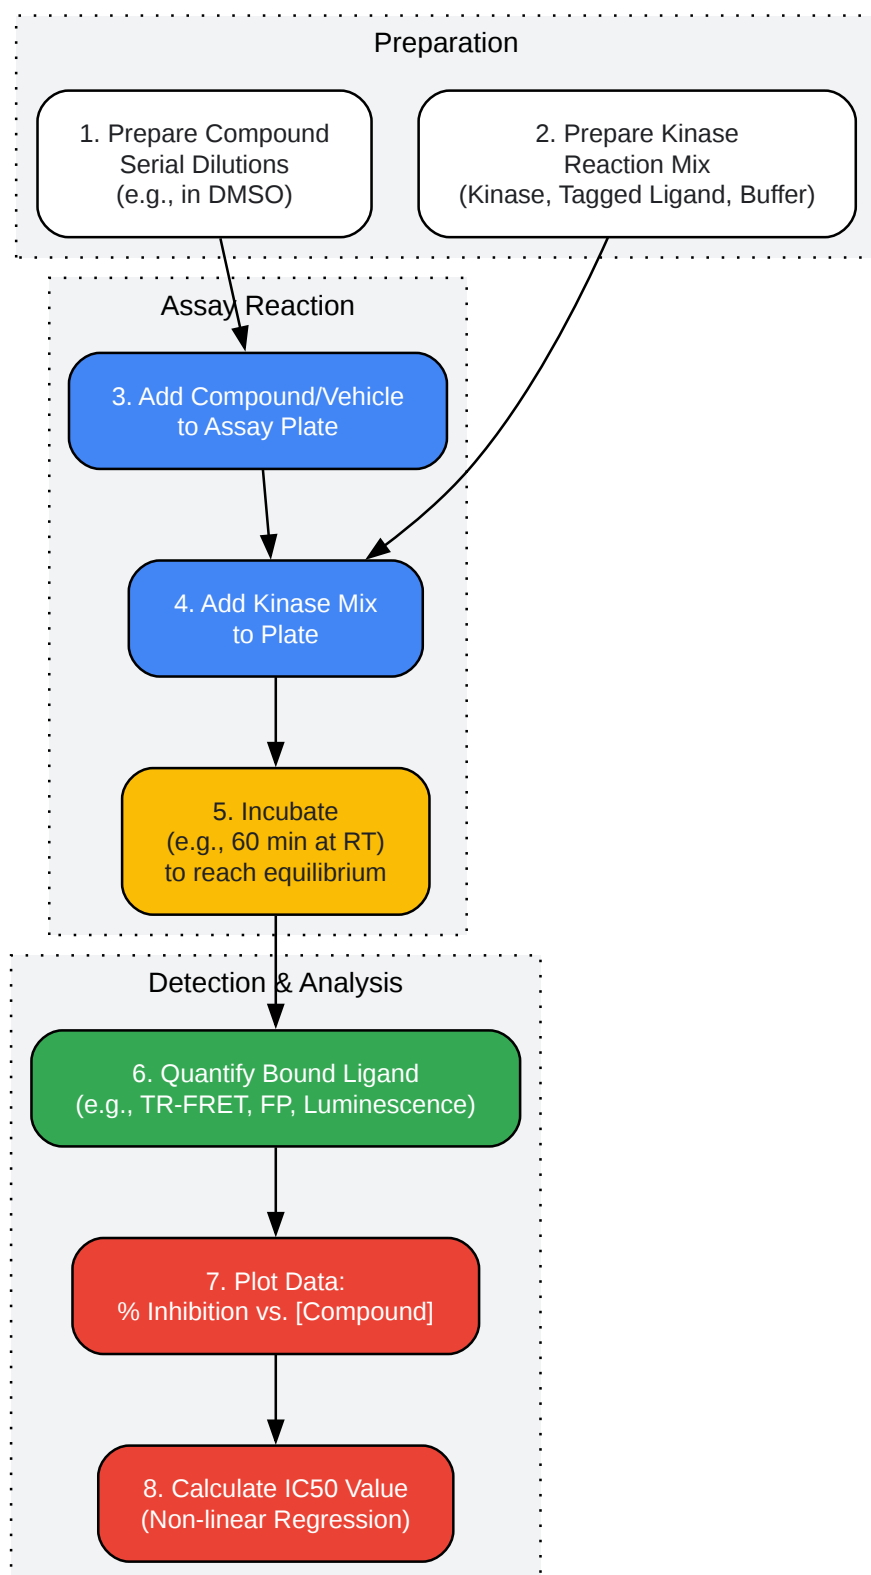 Preparation
1. Prepare Compound
Serial Dilutions
(e.g., in DMSO)
2. Prepare Kinase
Reaction Mix
(Kinase, Tagged Ligand, Buffer)
Assay Reaction
3. Add Compound/Vehicle
to Assay Plate
4. Add Kinase Mix
to Plate
5. Incubate
(e.g., 60 min at RT)
to reach equilibrium
Detection & Analysis
6. Quantify Bound Ligand
(e.g., TR-FRET, FP, Luminescence)
7. Plot Data:
% Inhibition vs. [Compound]
8. Calculate IC50 Value
(Non-linear Regression)